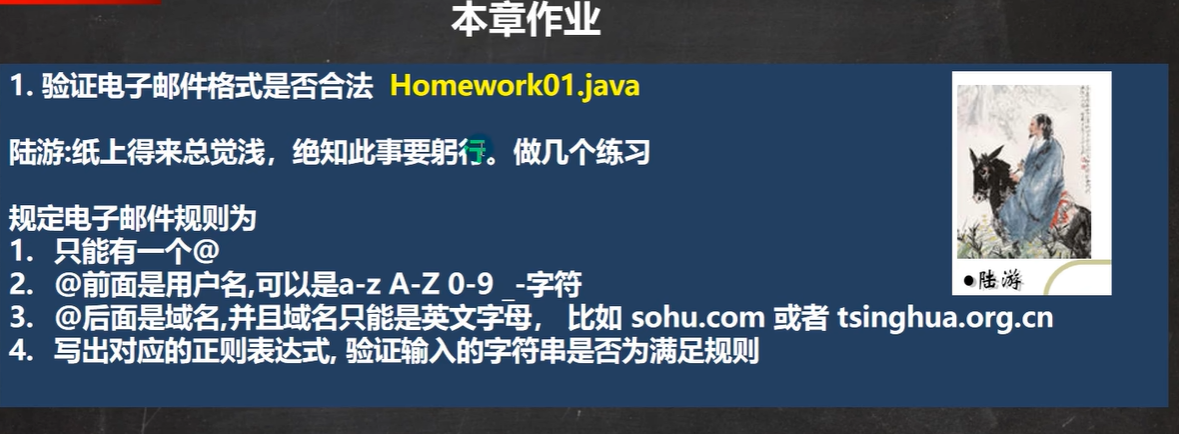 本章作业
1. 验证电子邮件格式是否合法 Homework01.java
陆游:纸上得来总觉浅，绝知此事要躬行。做几个练习
规定电子邮件规则为
1. 只能有一个@
2. @前面是用户名,可以是a-z A-Z 0-9 _-字符
3. @后面是域名,并且域名只能是英文字母， 比如 sohu.com 或者 tsinghua.org.cn
4. 写出对应的正则表达式, 验证输入的字符串是否为满足规则
●陆游